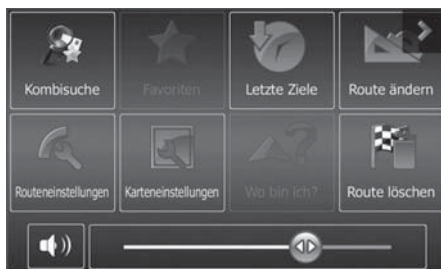 Kombisuche
Favoriten
Letzte Ziele
Route ändern
Routeneinstellungen
Karteneinstellungen
Wo bin ich?
Route löschen